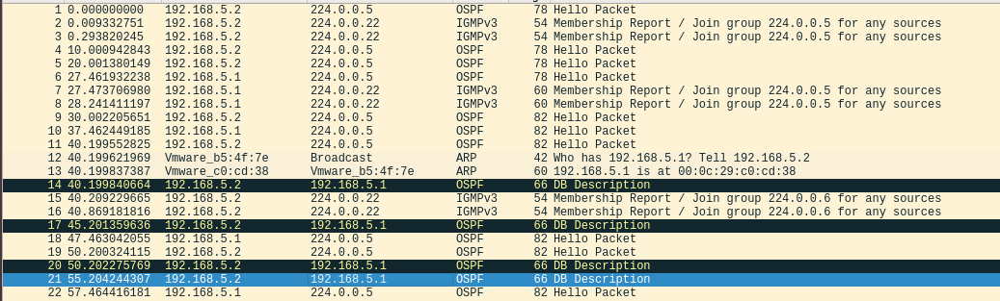 1 0.000000000 192.168.5.2 224.0.0.5 OSPF 78 Hello Packet
2 0.009332751 192.168.5.2 224.0.0.22 IGMPv3 54 Membership Report / Join group 224.0.0.5 for any sources
3 0.293820245 192.168.5.2 224.0.0.22 IGMPv3 54 Membership Report / Join group 224.0.0.5 for any sources
4 10.000942843 192.168.5.2 224.0.0.5 OSPF 78 Hello Packet
5 20.001380149 192.168.5.2 224.0.0.5 OSPF 78 Hello Packet
6 27.461932238 192.168.5.1 224.0.0.5 OSPF 78 Hello Packet
7 27.473706980 192.168.5.1 224.0.0.22 IGMPv3 60 Membership Report / Join group 224.0.0.5 for any sources
8 28.241411197 192.168.5.1 224.0.0.22 IGMPv3 60 Membership Report / Join group 224.0.0.5 for any sources
9 30.002205651 192.168.5.2 224.0.0.5 OSPF 82 Hello Packet
10 37.462449185 192.168.5.1 224.0.0.5 OSPF 82 Hello Packet
11 40.199552825 192.168.5.2 224.0.0.5 OSPF 82 Hello Packet
12 40.199621969 Vmware_b5:4f:7e Broadcast ARP 42 Who has 192.168.5.1? Tell 192.168.5.2
13 40.199837387 Vmware_c0:cd:38 Vmware_b5:4f:7e ARP 60 192.168.5.1 is at 00:0c:29:c0:cd:38
14 40.199840664 192.168.5.2 192.168.5.1 OSPF 66 DB Description
15 40.209229665 192.168.5.2 224.0.0.22 IGMPv3 54 Membership Report / Join group 224.0.0.6 for any sources
16 40.869181816 192.168.5.2 224.0.0.22 IGMPv3 54 Membership Report / Join group 224.0.0.6 for any sources
17 45.201359636 192.168.5.2 192.168.5.1 OSPF 66 DB Description
18 47.463042055 192.168.5.1 224.0.0.5 OSPF 82 Hello Packet
19 50.200324115 192.168.5.2 224.0.0.5 OSPF 82 Hello Packet
20 50.202275769 192.168.5.2 192.168.5.1 OSPF 66 DB Description
21 55.204244307 192.168.5.2 192.168.5.1 OSPF 66 DB Description
22 57.464416181 192.168.5.1 224.0.0.5 OSPF 82 Hello Packet